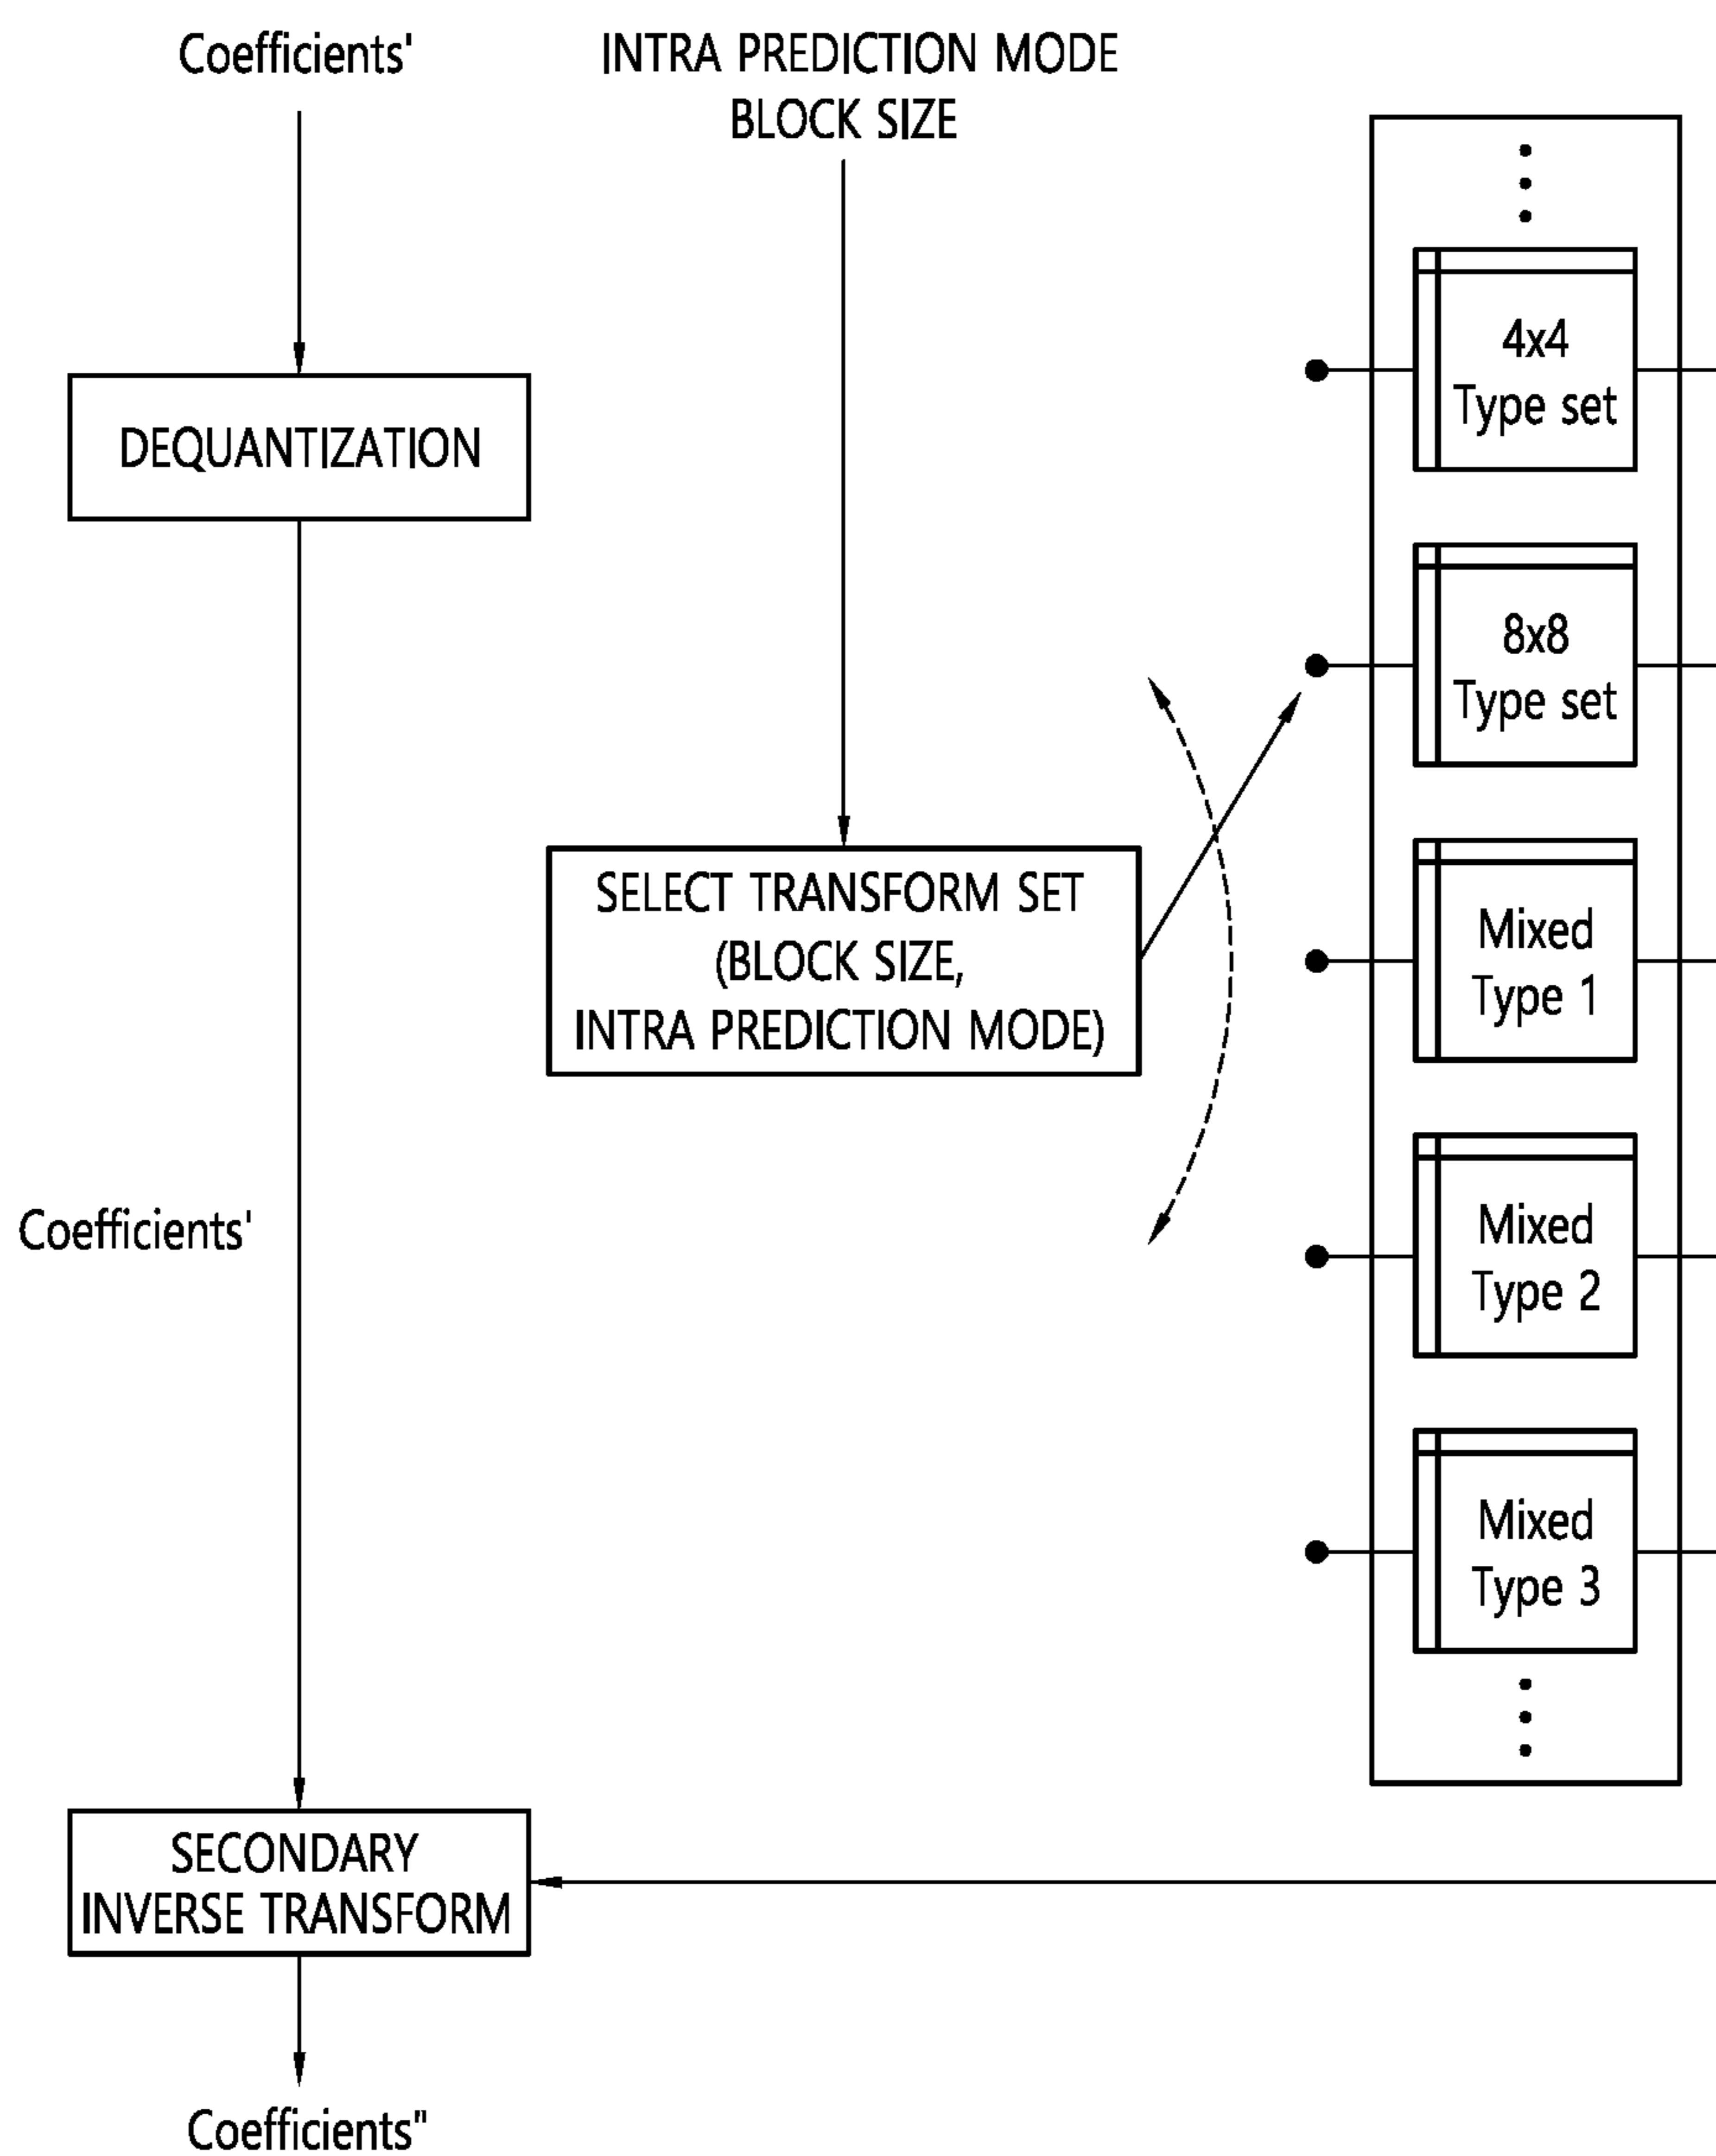 Coefficients'
INTRA PREDICTION MODE
BLOCK SIZE
DEQUANTIZATION
SELECT TRANSFORM SET
(BLOCK SIZE,
INTRA PREDICTION MODE)
4x4
Type set
8x8
Type set
Mixed
Type 1
Mixed
Type 2
Mixed
Type 3
Coefficients'
SECONDARY
INVERSE TRANSFORM
Coefficients"